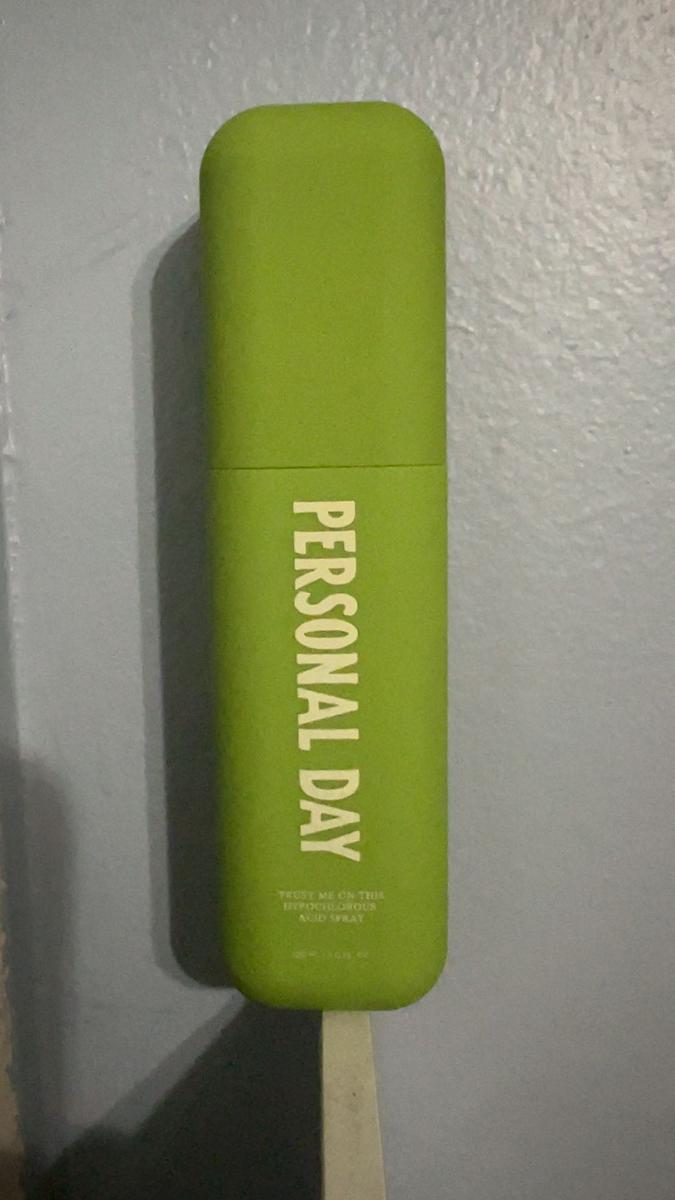 PERSONAL DAY
TRUST ME ON THIS
HYPOCHLOROUS
ACID SPRAY